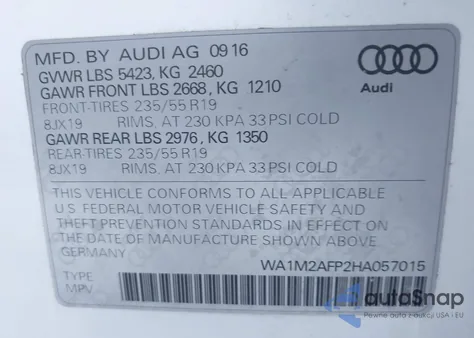 MFD. BY AUDI AG 09 16
GVWR LBS 5423, KG 2460
GAWR FRONT LBS 2668, KG 1210
FRONT-TIRES 235/55 R19
8JX19 RIMS, AT 230 KPA 33 PSI COLD
GAWR REAR LBS 2976, KG 1350
REAR-TIRES 235/55 R19
8JX19 RIMS, AT 230 KPA 33 PSI COLD
Audi
THIS VEHICLE CONFORMS TO ALL APPLICABLE
U.S. FEDERAL MOTOR VEHICLE SAFETY AND
THEFT PREVENTION STANDARDS IN EFFECT ON
THE DATE OF MANUFACTURE SHOWN ABOVE.
GERMANY
WA1M2AFP2HA057015
TYPE
MPV
autoSnap
Pewne auto z USA i EU